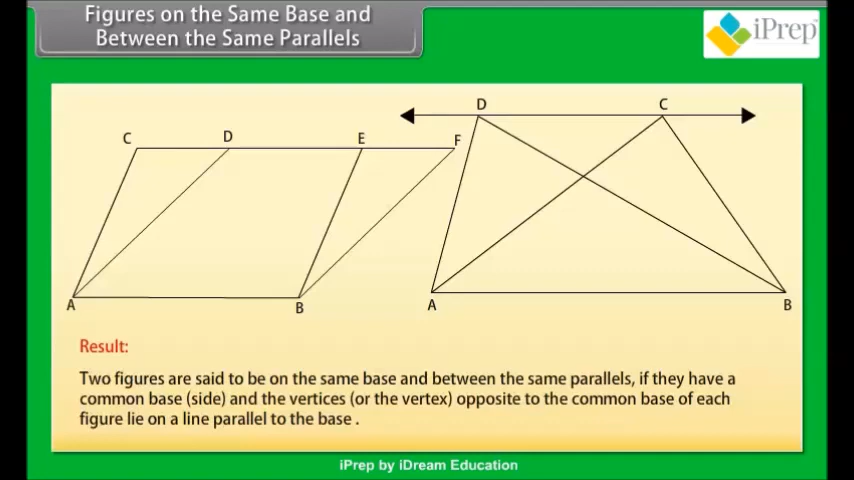 Figures on the Same Base and
Between the Same Parallels
iPrep
D
C
C
D
E
F
A
B
A
B
Result:
Two figures are said to be on the same base and between the same parallels, if they have a
common base (side) and the vertices (or the vertex) opposite to the common base of each
figure lie on a line parallel to the base .
iPrep by iDream Education